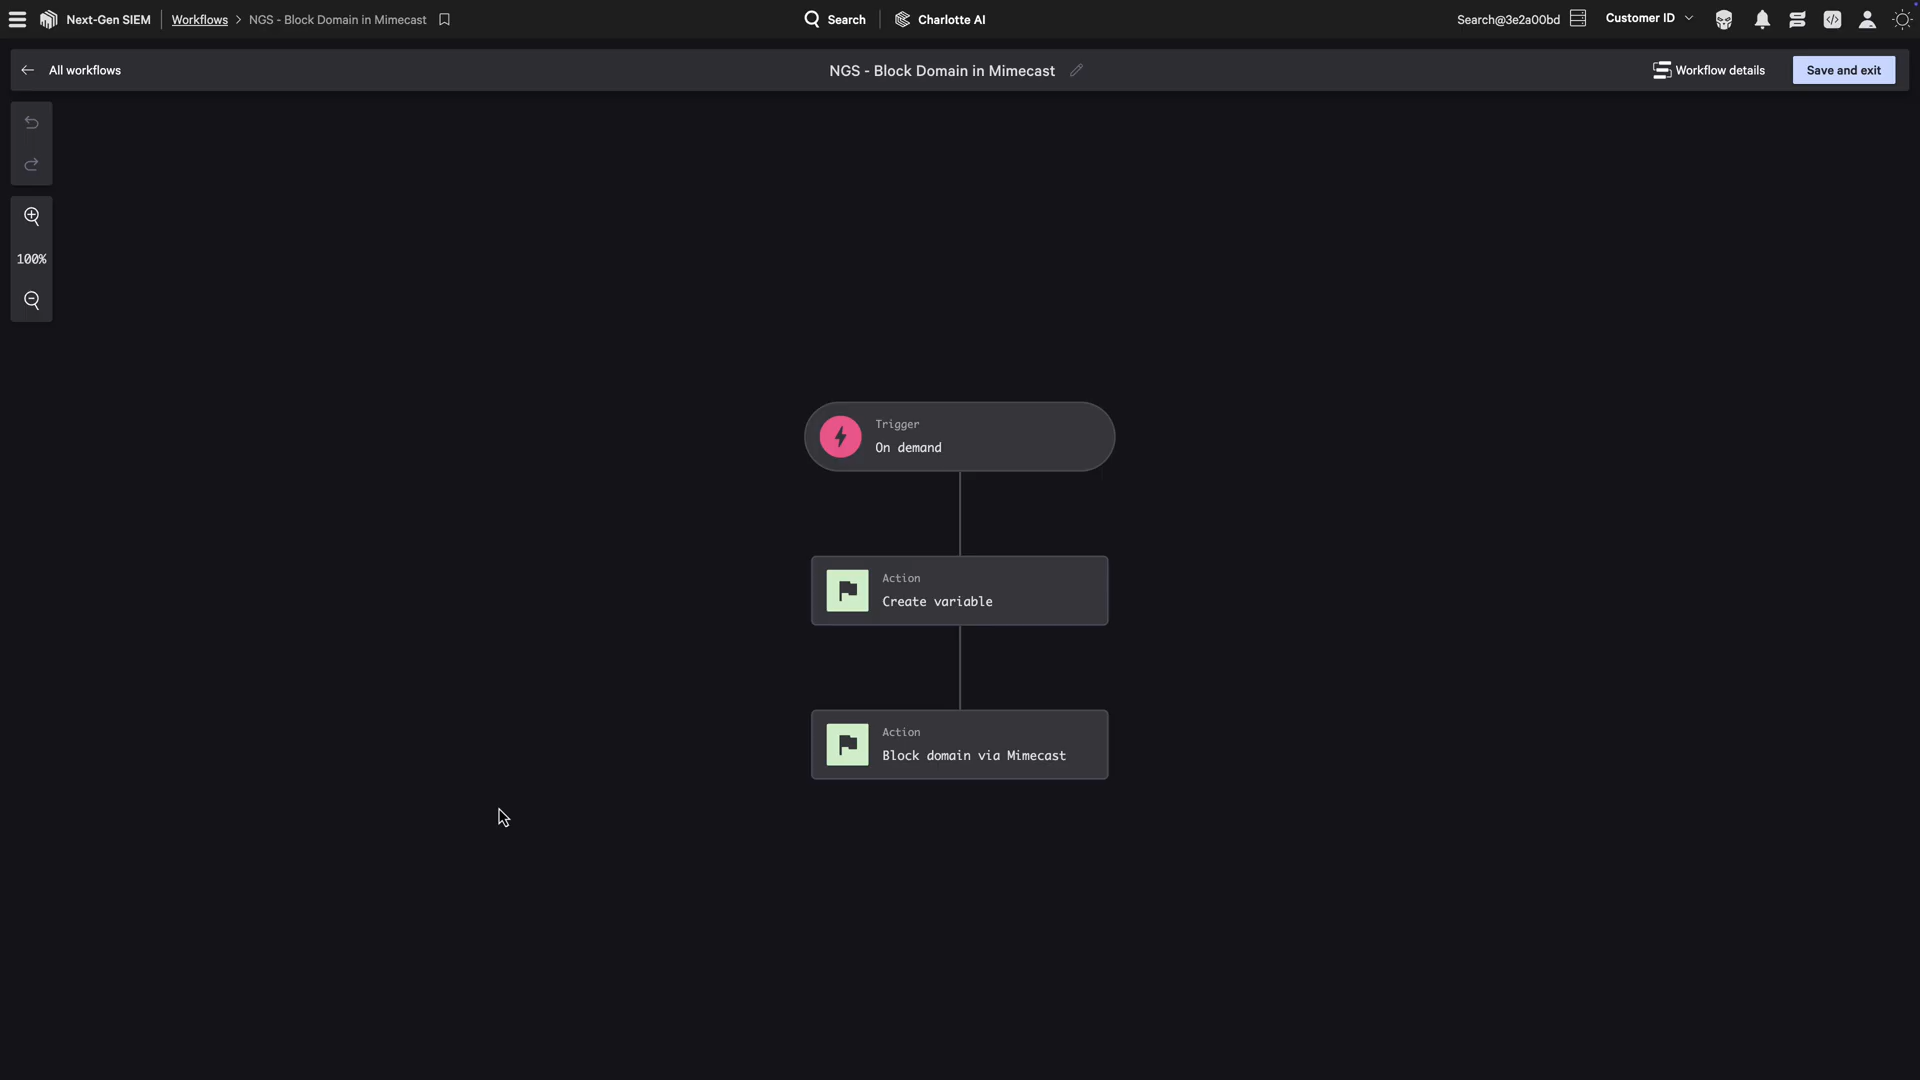 Next-Gen SIEM
Workflows > NGS - Block Domain in Mimecast
Search
Charlotte AI
Search@3e2a00bd
Customer ID
All workflows
NGS - Block Domain in Mimecast
Workflow details
Save and exit
100%
Trigger
On demand
Action
Create variable
Action
Block domain via Mimecast